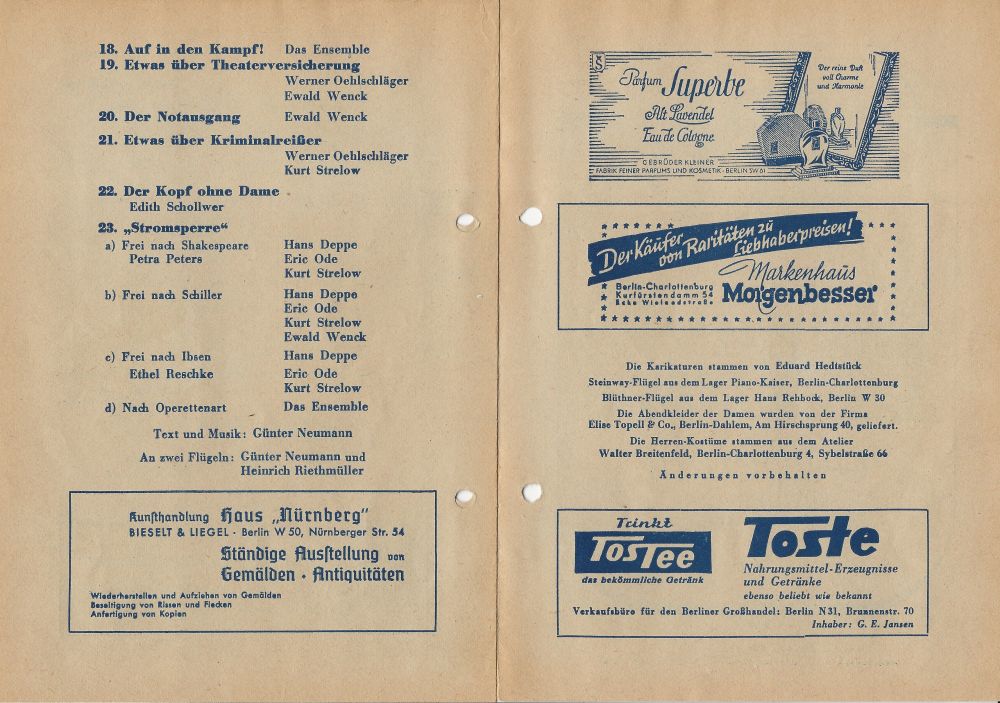 18. Auf in den Kampf! Das Ensemble
19. Etwas über Theaterversicherung
Werner Oehlschläger
Ewald Wenck
20. Der Notausgang Ewald Wenck
21. Etwas über Kriminalreißer
Werner Oehlschläger
Kurt Strelow
22. Der Kopf ohne Dame
Edith Schollwer
23. „Stromsperre“
a) Frei nach Shakespeare Hans Deppe
Petra Peters Eric Ode
Kurt Strelow
b) Frei nach Schiller Hans Deppe
Eric Ode
Kurt Strelow
Ewald Wenck
c) Frei nach Ibsen Hans Deppe
Ethel Reschke Eric Ode
Kurt Strelow
d) Nach Operettenart Das Ensemble
Text und Musik: Günter Neumann
An zwei Flügeln: Günter Neumann und
Heinrich Riethmüller
Kunsthandlung Haus „Nürnberg“
BIESELT & LIEGEL · Berlin W 50, Nürnberger Str. 54
Ständige Ausstellung von
Gemälden · Antiquitäten
Wiederherstellen und Aufziehen von Gemälden
Beseitigung von Rissen und Flecken
Anfertigung von Kopien
Parfum Superbe
Alt Lavendel
Eau de Cologne
Der reine Duft
voll Charme
und Harmonie
GEBRÜDER KLEINER
FABRIK FEINER PARFUMS UND KOSMETIK · BERLIN SW 61
Der Käufer
von Raritäten zu
Liebhaberpreisen!
Berlin-Charlottenburg
Kurfürstendamm 54
Ecke Wielandstraße
Markenhaus
Morgenbesser
Die Karikaturen stammen von Eduard Hedtstück
Steinway-Flügel aus dem Lager Piano-Kaiser, Berlin-Charlottenburg
Blüthner-Flügel aus dem Lager Hans Rehbock, Berlin W 30
Die Abendkleider der Damen wurden von der Firma
Elise Topell & Co., Berlin-Dahlem, Am Hirschsprung 40, geliefert.
Die Herren-Kostüme stammen aus dem Atelier
Walter Breitenfeld, Berlin-Charlottenburg 4, Sybelstraße 66
Änderungen vorbehalten
Trinkt
TosTee
das bekömmliche Getränk
Toste
Nahrungsmittel-Erzeugnisse
und Getränke
ebenso beliebt wie bekannt
Verkaufsbüro für den Berliner Großhandel: Berlin N 31, Brunnenstr. 70
Inhaber: G. E. Jansen